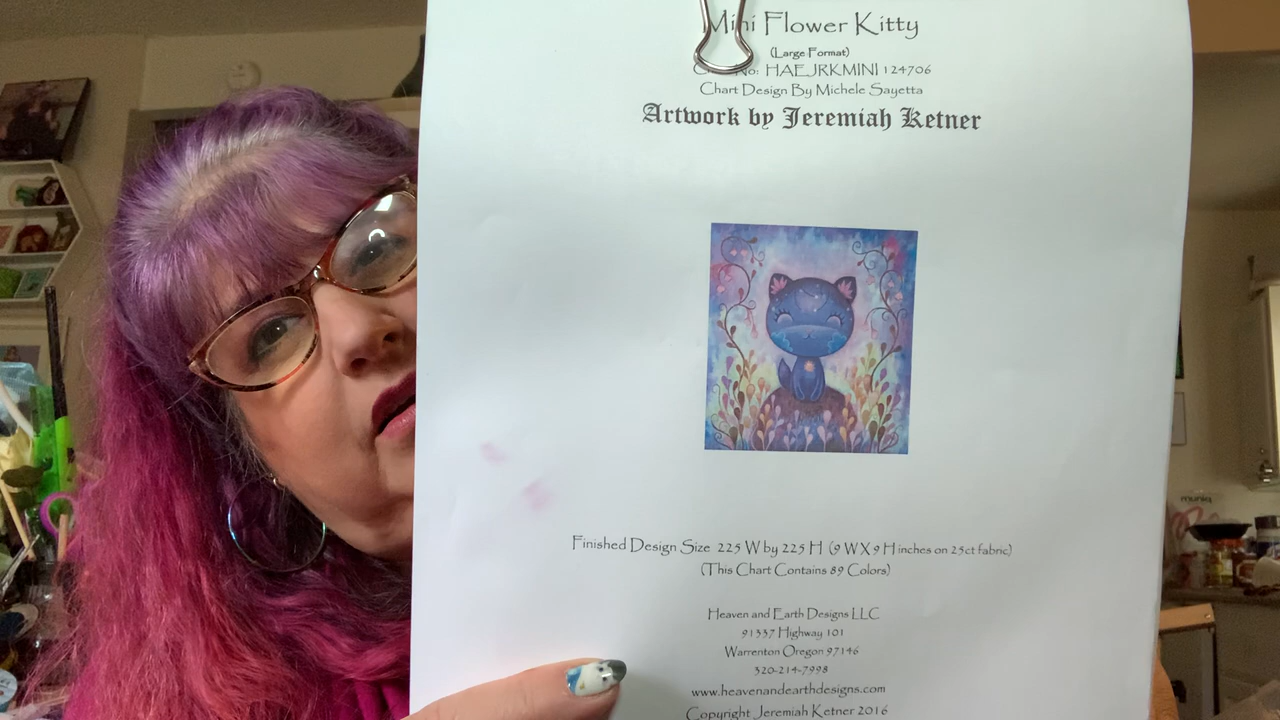 Mini Flower Kitty
(Large Format)
No: HAEJRKMINI 124706
Chart Design By Michele Sayetta
Artwork by Jeremiah Ketner
Finished Design Size 225 W by 225 H (9 W X 9 H inches on 25ct fabric)
(This Chart Contains 89 Colors)
Heaven and Earth Designs LLC
91337 Highway 101
Warrenton Oregon 97146
320-214-7998
www.heavenandearthdesigns.com
Copyright Jeremiah Ketner 2016